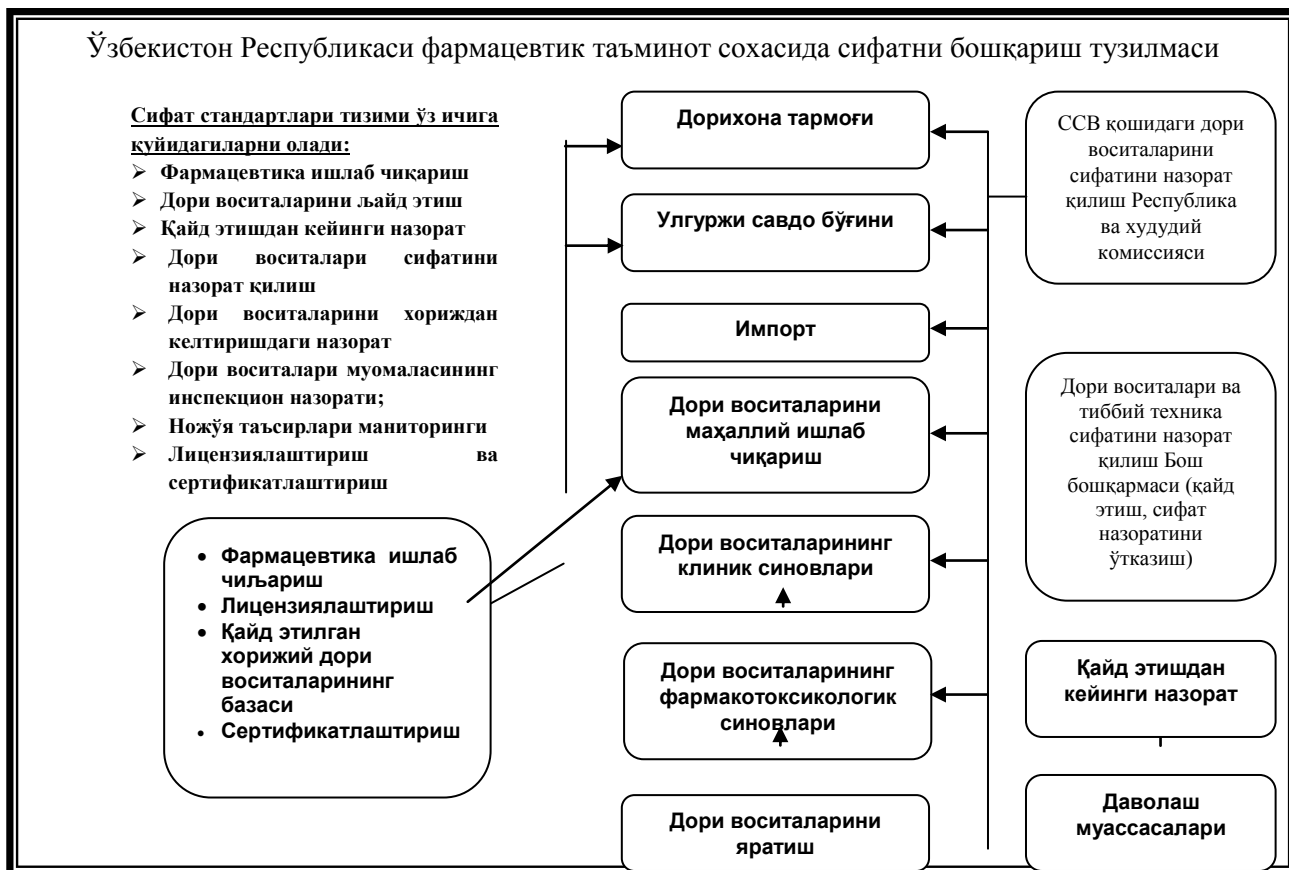 Ўзбекистон Республикаси фармацевтик таъминот сохасида сифатни бошқариш тузилмаси
Сифат стандартлари тизими ўз ичига
қуйидагиларни олади:
➢ Фармацевтика ишлаб чиқариш
➢ Дори воситаларини љайд этиш
➢ Қайд этишдан кейинги назорат
➢ Дори воситалари сифатини
назорат қилиш
➢ Дори воситаларини хориждан
келтиришдаги назорат
➢ Дори воситалари муомаласининг
инспекцион назорати;
➢ Ножўя таъсирлари маниторинги
➢ Лицензиялаштириш ва
сертификатлаштириш
• Фармацевтика ишлаб
чиљариш
• Лицензиялаштириш
• Қайд этилган
хорижий дори
воситаларининг
базаси
• Сертификатлаштириш
Дорихона тармоғи
Улгуржи савдо бўғини
Импорт
Дори воситаларини
маҳаллий ишлаб
чиқариш
Дори воситаларининг
клиник синовлари
Дори воситаларининг
фармакотоксикологик
синовлари
Дори воситаларини
яратиш
ССВ қошидаги дори
воситаларини
сифатини назорат
қилиш Республика
ва худудий
комиссияси
Дори воситалари ва
тиббий техника
сифатини назорат
қилиш Бош
бошқармаси (қайд
этиш, сифат
назоратини
ўтказиш)
Қайд этишдан
кейинги назорат
Даволаш
муассасалари